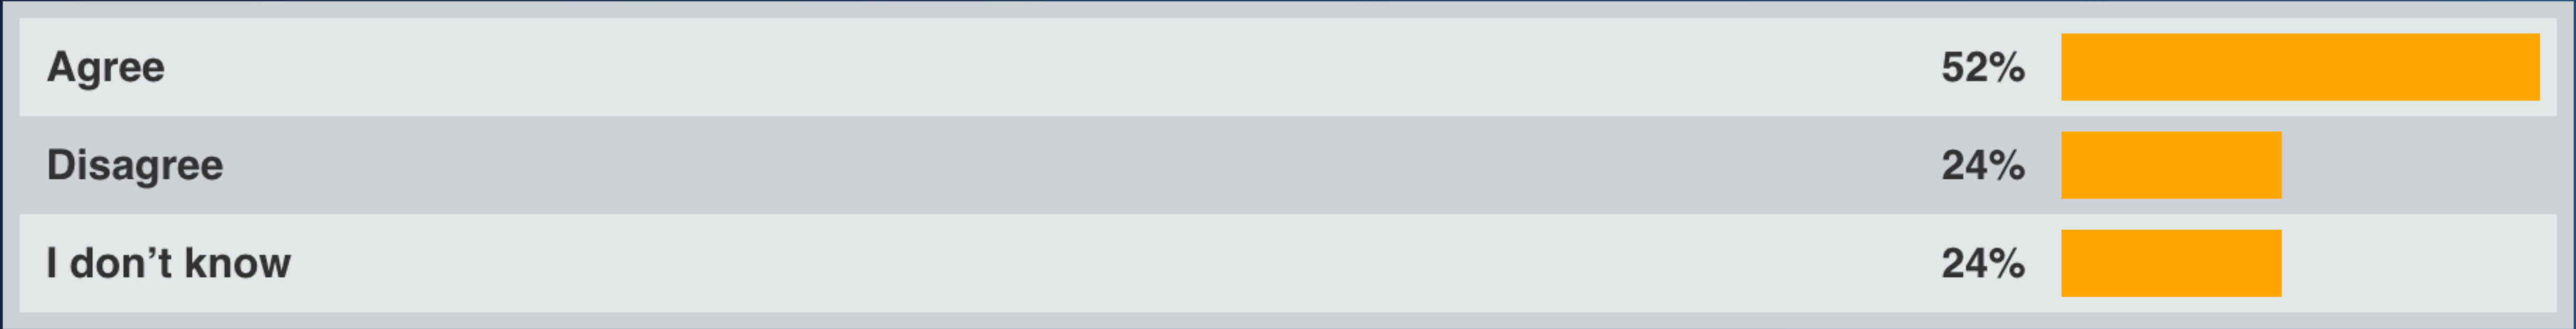 Agree 52%
Disagree 24%
I don’t know 24%